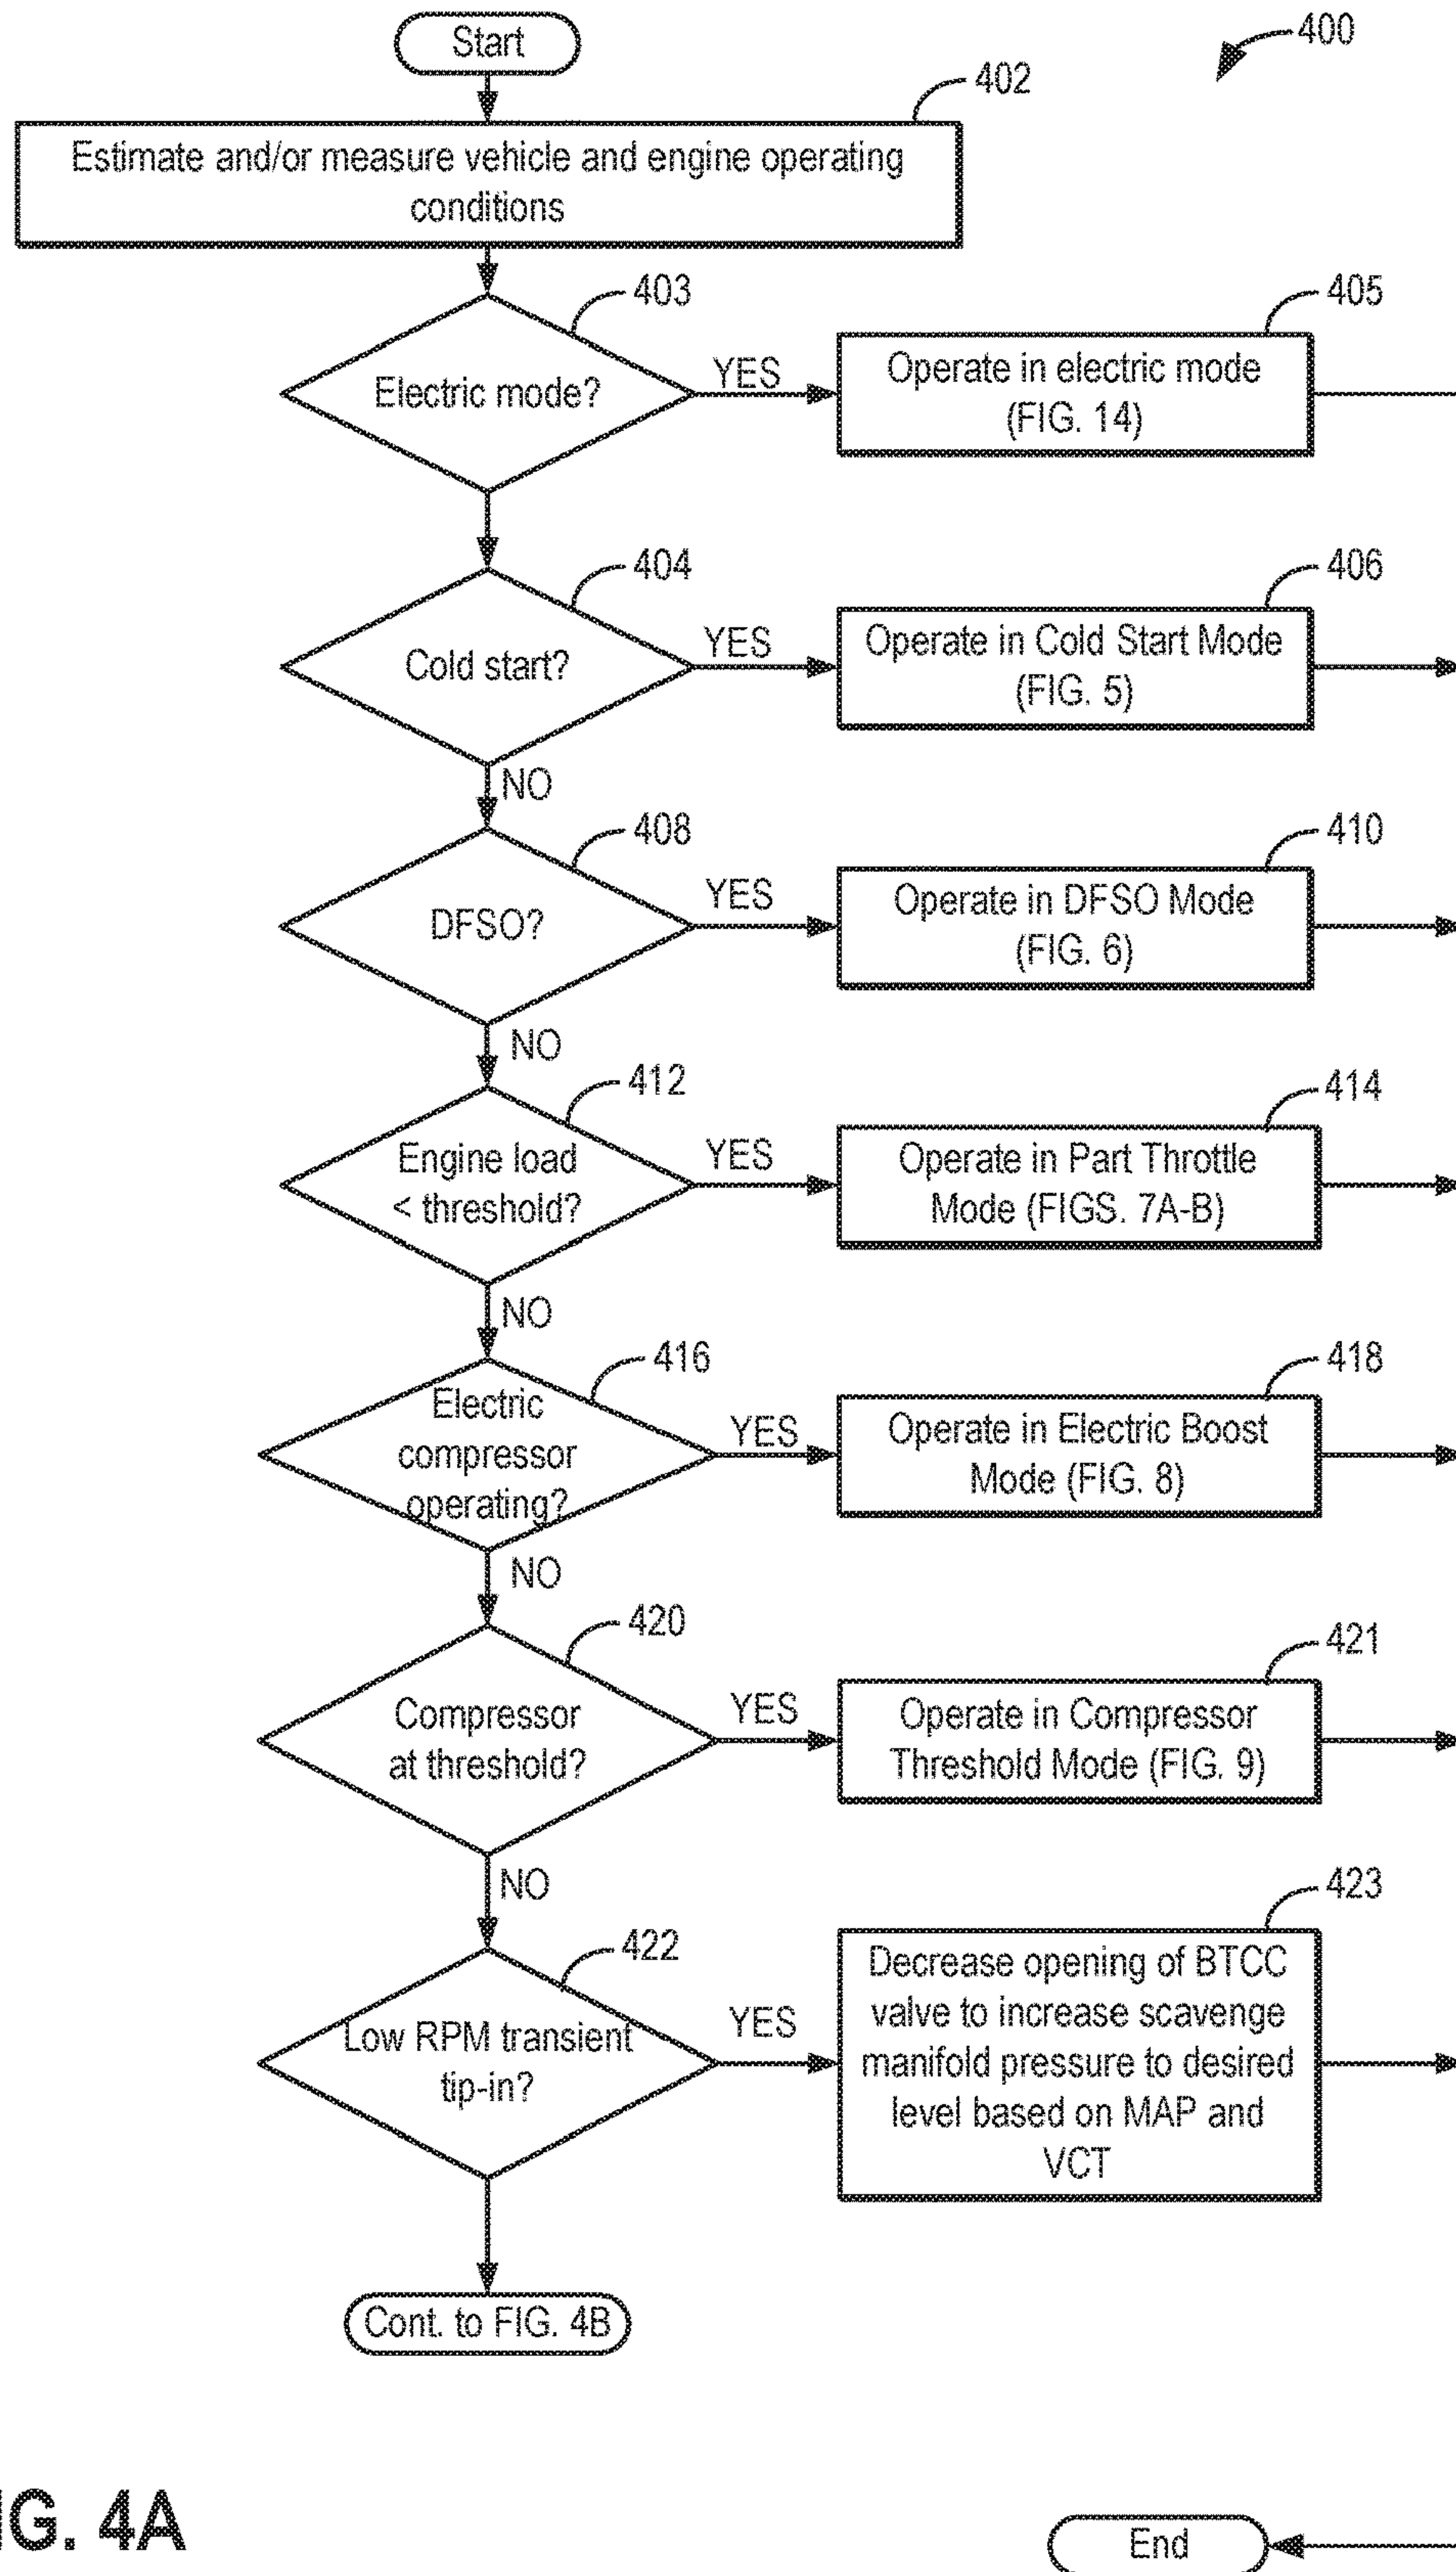 Start
400
402
Estimate and/or measure vehicle and engine operating
conditions
403
405
Electric mode?
YES
Operate in electric mode
(FIG. 14)
404
406
Cold start?
YES
Operate in Cold Start Mode
(FIG. 5)
NO
408
410
DFSO?
YES
Operate in DFSO Mode
(FIG. 6)
NO
412
414
Engine load
< threshold?
YES
Operate in Part Throttle
Mode (FIGS. 7A-B)
NO
416
418
Electric
compressor
operating?
YES
Operate in Electric Boost
Mode (FIG. 8)
NO
420
421
Compressor
at threshold?
YES
Operate in Compressor
Threshold Mode (FIG. 9)
NO
422
423
Low RPM transient
tip-in?
YES
Decrease opening of BTCC
valve to increase scavenge
manifold pressure to desired
level based on MAP and
VCT
Cont. to FIG. 4B
IG. 4A
End